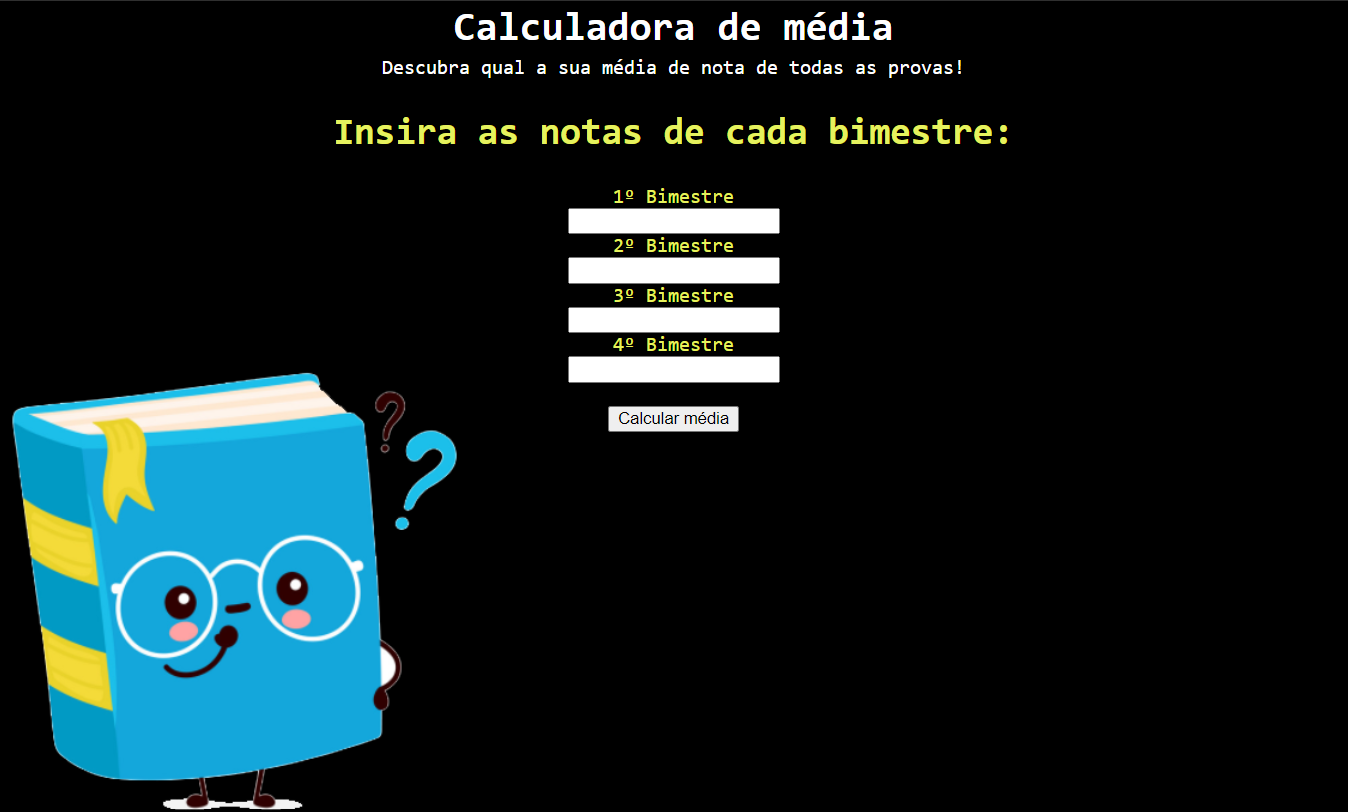 Calculadora de média
Descubra qual a sua média de nota de todas as provas!
Insira as notas de cada bimestre:
1º Bimestre
2º Bimestre
3º Bimestre
4º Bimestre
Calcular média
? ?